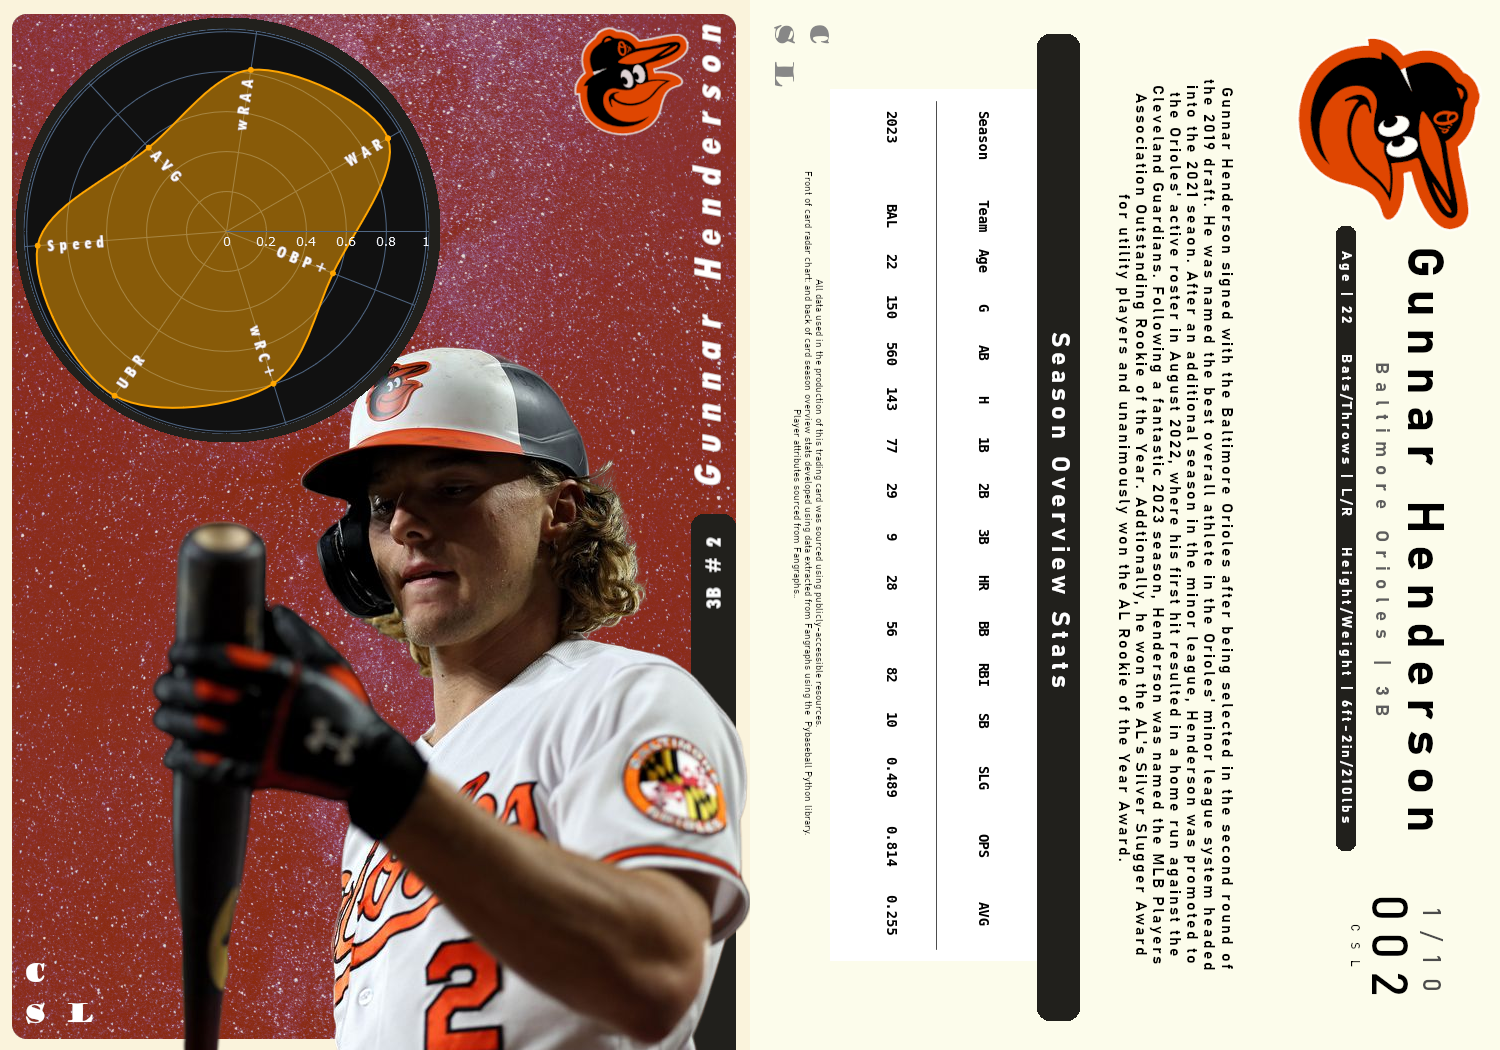 Gunnar Henderson
3B # 2
wRAA
WAR
AVG
Speed
OBP+
UBR
wRC+
0 0.2 0.4 0.6 0.8 1
C
S L
2
Gunnar Henderson
Baltimore Orioles | 3B
Age | 22 Bats/Throws | L/R Height/Weight | 6ft-2in/210lbs
1/10
002
CSL
Gunnar Henderson signed with the Baltimore Orioles after being selected in the second round of
the 2019 draft. He was named the best overall athlete in the Orioles' minor league system headed
into the 2021 season. After an additional season in the minor league, Henderson was promoted to
the Orioles' active roster in August 2022, where his first hit resulted in a home run against the
Cleveland Guardians. Following a fantastic 2023 season, Henderson was named the MLB Players
Association Outstanding Rookie of the Year. Additionally, he won the AL's Silver Slugger Award
for utility players and unanimously won the AL Rookie of the Year Award.
Season Overview Stats
Season Team Age G AB H 1B 2B 3B HR BB RBI SB SLG OPS AVG
2023 BAL 22 150 560 143 77 29 9 28 56 82 10 0.489 0.814 0.255
All data used in the production of this trading card was sourced using publicly-accessible resources.
Front of card radar chart and back of card season overview stats developed using data extracted from Fangraphs using the Pybaseball Python library.
Player attributes sourced from Fangraphs.
C
S L